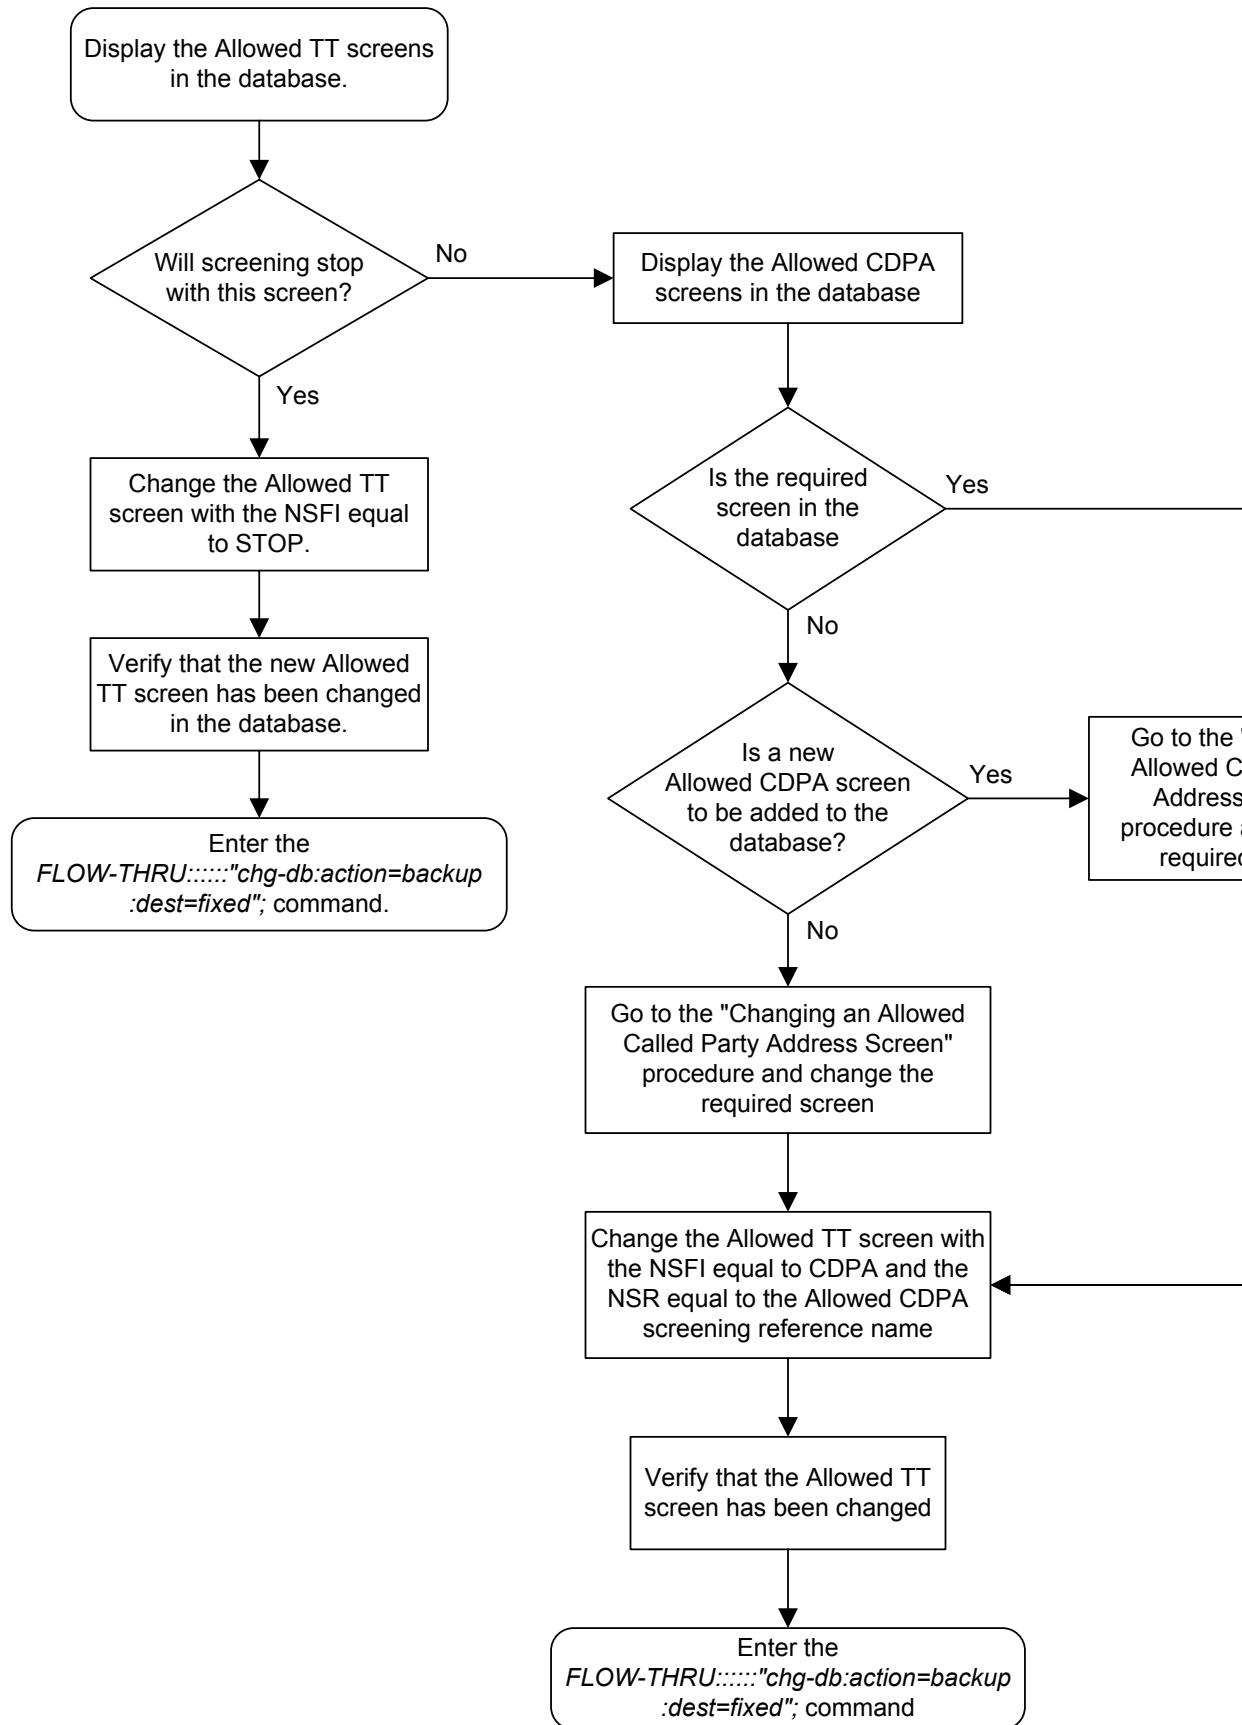 Display the Allowed TT screens
in the database.
Will screening stop
with this screen?
No
Yes
Change the Allowed TT
screen with the NSFI equal
to STOP.
Verify that the new Allowed
TT screen has been changed
in the database.
Enter the
FLOW-THRU::::::"chg-db:action=backup
:dest=fixed"; command.
Display the Allowed CDPA
screens in the database
Is the required
screen in the
database
Yes
No
Is a new
Allowed CDPA screen
to be added to the
database?
Yes
No
Go to the "
Allowed C
Address
procedure
required
Go to the "Changing an Allowed
Called Party Address Screen"
procedure and change the
required screen
Change the Allowed TT screen with
the NSFI equal to CDPA and the
NSR equal to the Allowed CDPA
screening reference name
Verify that the Allowed TT
screen has been changed
Enter the
FLOW-THRU::::::"chg-db:action=backup
:dest=fixed"; command